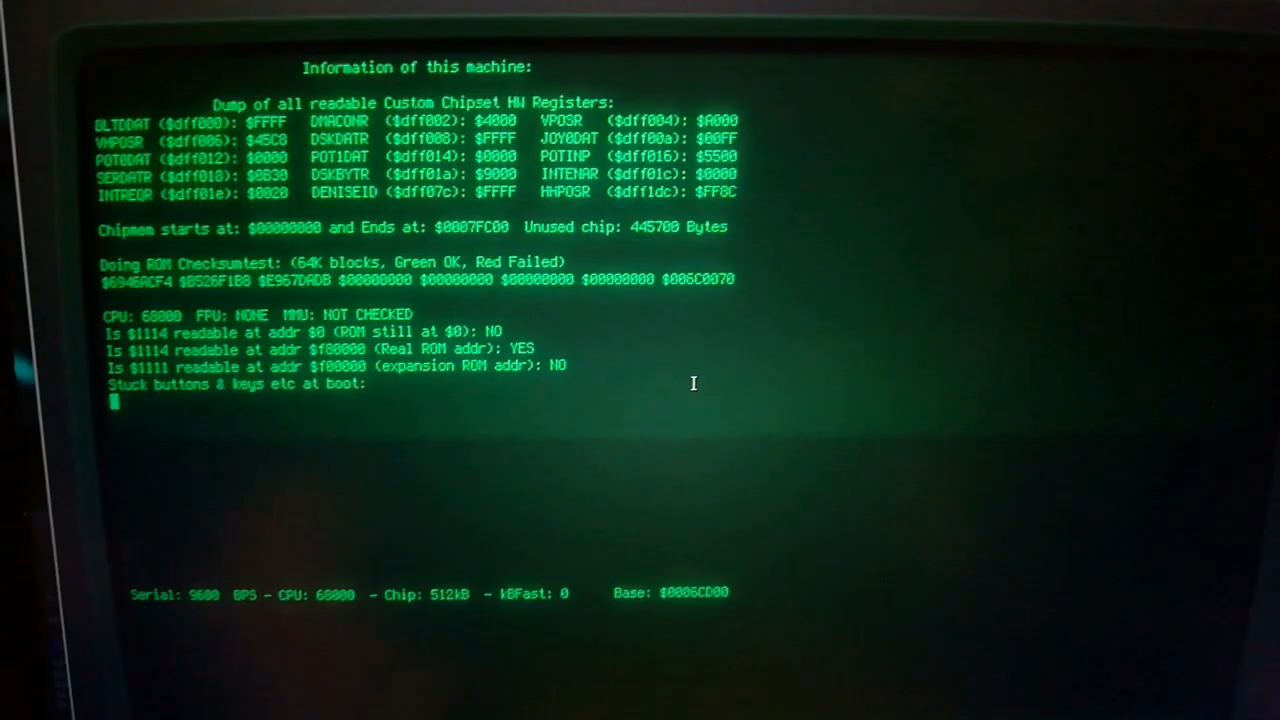 Information of this machine:
Dump of all readable Custom Chipset HW Registers:
BLTDDAT ($dff000): $FFFF DMACONR ($dff002): $4000 VPOSR ($dff004): $A000
VHPOSR ($dff006): $45C8 DSKDATR ($dff008): $FFFF JOY0DAT ($dff00a): $00FF
POT0DAT ($dff012): $0000 POT1DAT ($dff014): $0000 POTINP ($dff016): $5500
SERDATR ($dff018): $0B30 DSKBYTR ($dff01a): $9000 INTENAR ($dff01c): $0000
INTREQR ($dff01e): $0020 DENISEID ($dff07c): $FFFF HHPOSR ($dff1dc): $FF8C
Chipmem starts at: $00000000 and Ends at: $0007FC00 Unused chip: 445700 Bytes
Doing ROM Checksumtest: (64K blocks, Green OK, Red Failed)
$6946ACF4 $B526F1B8 $E967DADB $00000000 $00000000 $00000000 $00000000 $006C0070
CPU: 68000 FPU: NONE MMU: NOT CHECKED
Is $1114 readable at addr $0 (ROM still at $0): NO
Is $1114 readable at addr $f80000 (Real ROM addr): YES
Is $1111 readable at addr $f00000 (expansion ROM addr): NO
Stuck buttons & keys etc at boot:
Serial: 9600 BPS - CPU: 68000 - Chip: 512kB - kBFast: 0 Base: $0006CD00